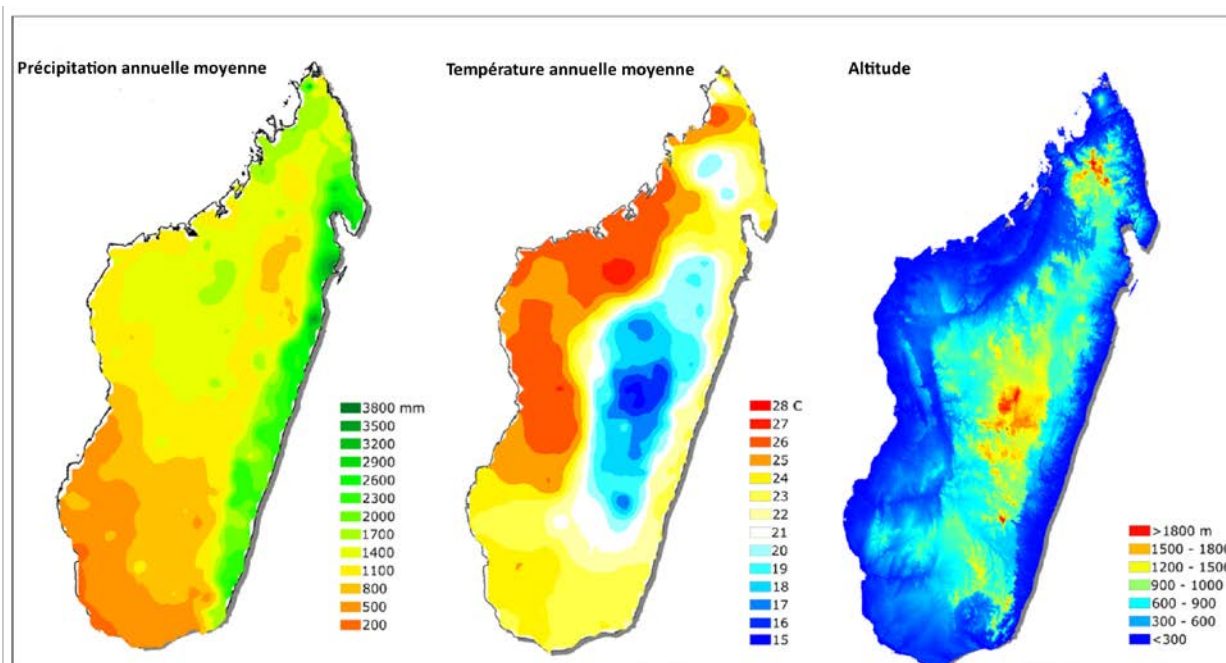 Précipitation annuelle moyenne
3800 mm
3500
3200
2900
2600
2300
2000
1700
1400
1100
800
500
200
Température annuelle moyenne
28 C
27
26
25
24
23
22
21
20
19
18
17
16
15
Altitude
>1800 m
1500 - 1800
1200 - 1500
900 - 1000
600 - 900
300 - 600
<300